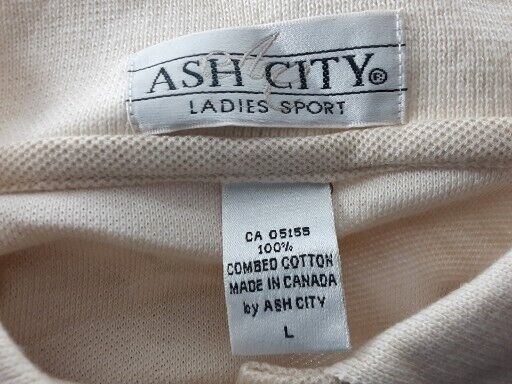 ASH CITY®
LADIES SPORT
CA 05155
100%
COMBED COTTON
MADE IN CANADA
by ASH CITY
L